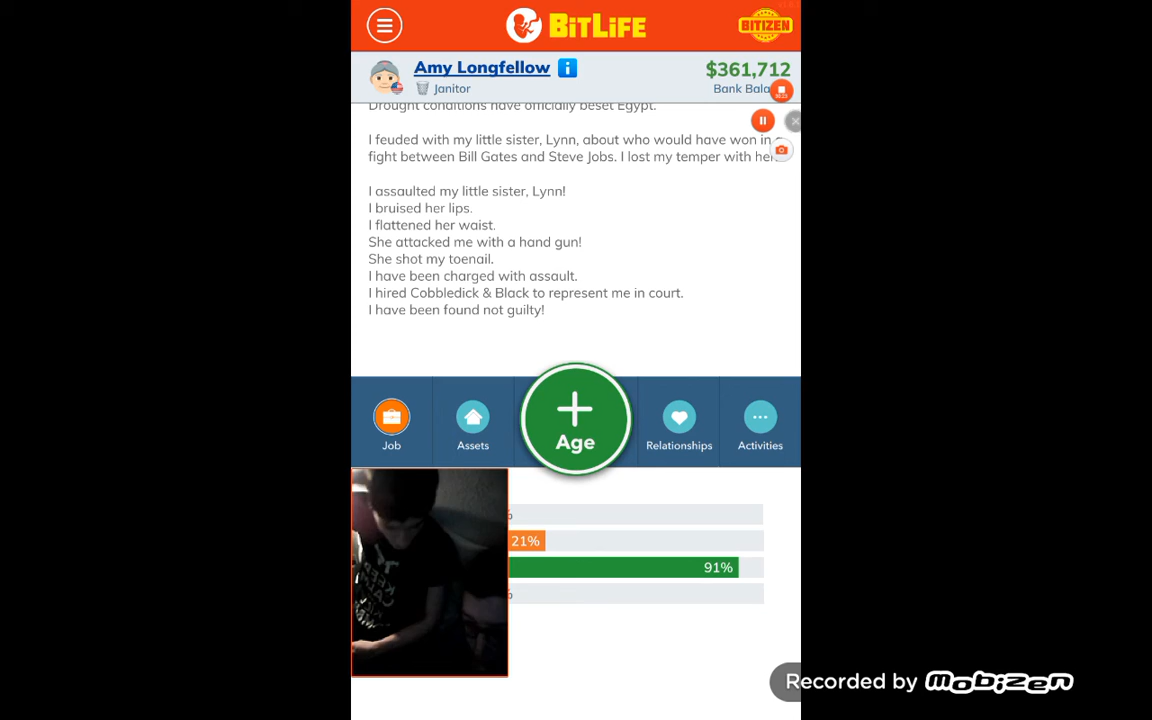 BitLife
BITIZEN
Amy Longfellow i
$361,712
Janitor
Bank Bala
Drought conditions have officially beset Egypt.
I feuded with my little sister, Lynn, about who would have won in a
fight between Bill Gates and Steve Jobs. I lost my temper with her.
I assaulted my little sister, Lynn!
I bruised her lips.
I flattened her waist.
She attacked me with a hand gun!
She shot my toenail.
I have been charged with assault.
I hired Cobbledick & Black to represent me in court.
I have been found not guilty!
Job
Assets
+ Age
Relationships
Activities
%
21%
91%
%
Recorded by mobizen